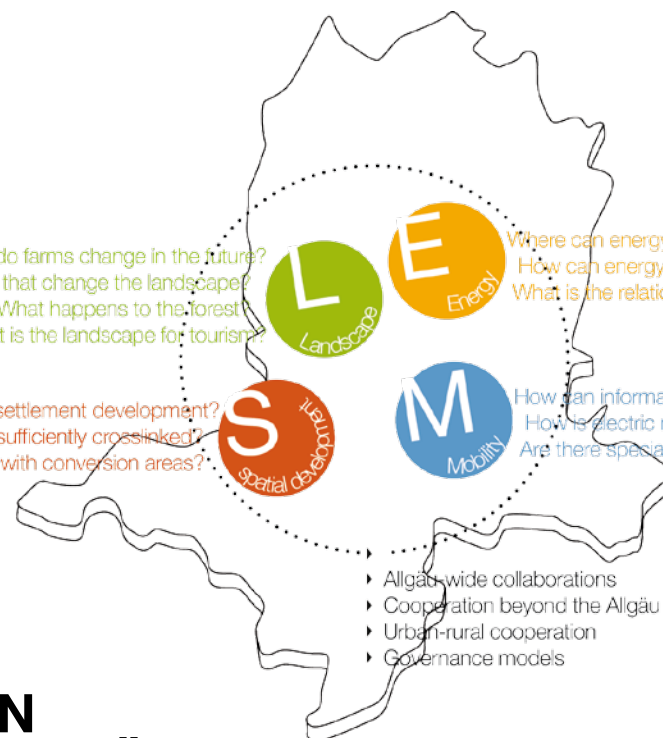 do farms change in the future?
that change the landscape?
What happens to the forest?
is the landscape for tourism?
L
Landscape
E
Energy
Where can energy
How can energy
What is the
settlement development?
sufficiently crosslinked?
with conversion areas?
S
spatial development
M
Mobility
How can
How is electric
Are there
Allgäu-wide collaborations
Cooperation beyond the Allgäu
Urban-rural cooperation
Governance models
N